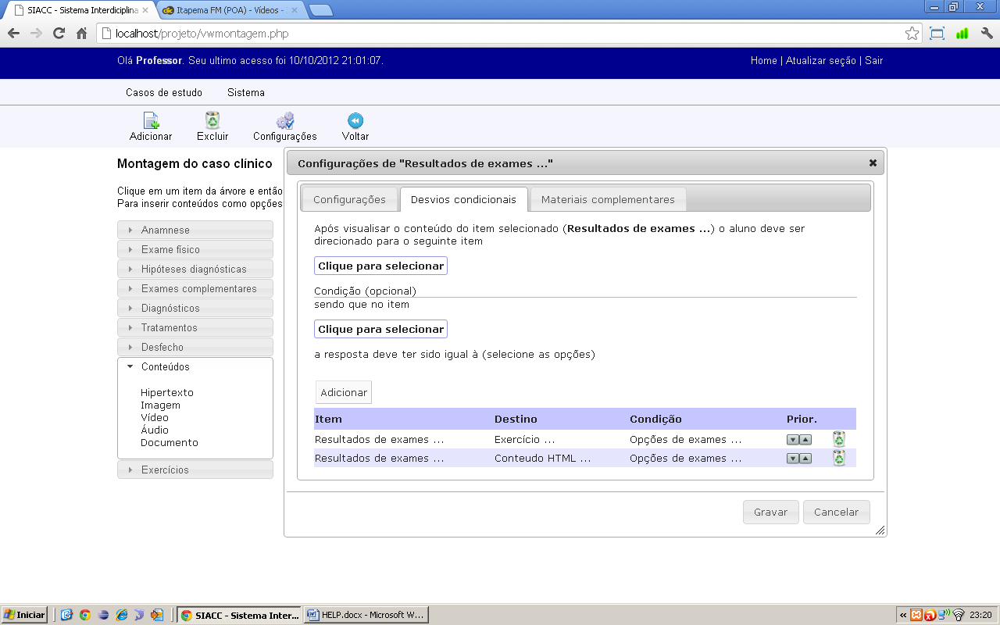 SIACC - Sistema Interdiciplina
Itapema FM (POA) - Vídeos -
localhost/projeto/vwmontagem.php
Olá Professor. Seu ultimo acesso foi 10/10/2012 21:01:07.
Home | Atualizar seção | Sair
Casos de estudo Sistema
Adicionar Excluir Configurações Voltar
Montagem do caso clínico
Clique em um item da árvore e então
Para inserir conteúdos como opções
Anamnese
Exame físico
Hipóteses diagnósticas
Exames complementares
Diagnósticos
Tratamentos
Desfecho
Conteúdos
Hipertexto
Imagem
Vídeo
Áudio
Documento
Exercícios
Configurações de "Resultados de exames ..."
Configurações Desvios condicionais Materiais complementares
Após visualisar o conteúdo do item selecionado (Resultados de exames ...) o aluno deve ser
direcionado para o seguinte item
Clique para selecionar
Condição (opcional)
sendo que no item
Clique para selecionar
a resposta deve ter sido igual à (selecione as opções)
Adicionar
Item Destino Condição Prior.
Resultados de exames ... Exercício ... Opções de exames ...
Resultados de exames ... Conteudo HTML ... Opções de exames ...
Gravar Cancelar
Iniciar
SIACC - Sistema Inter...
HELP.docx - Microsoft W...
23:20